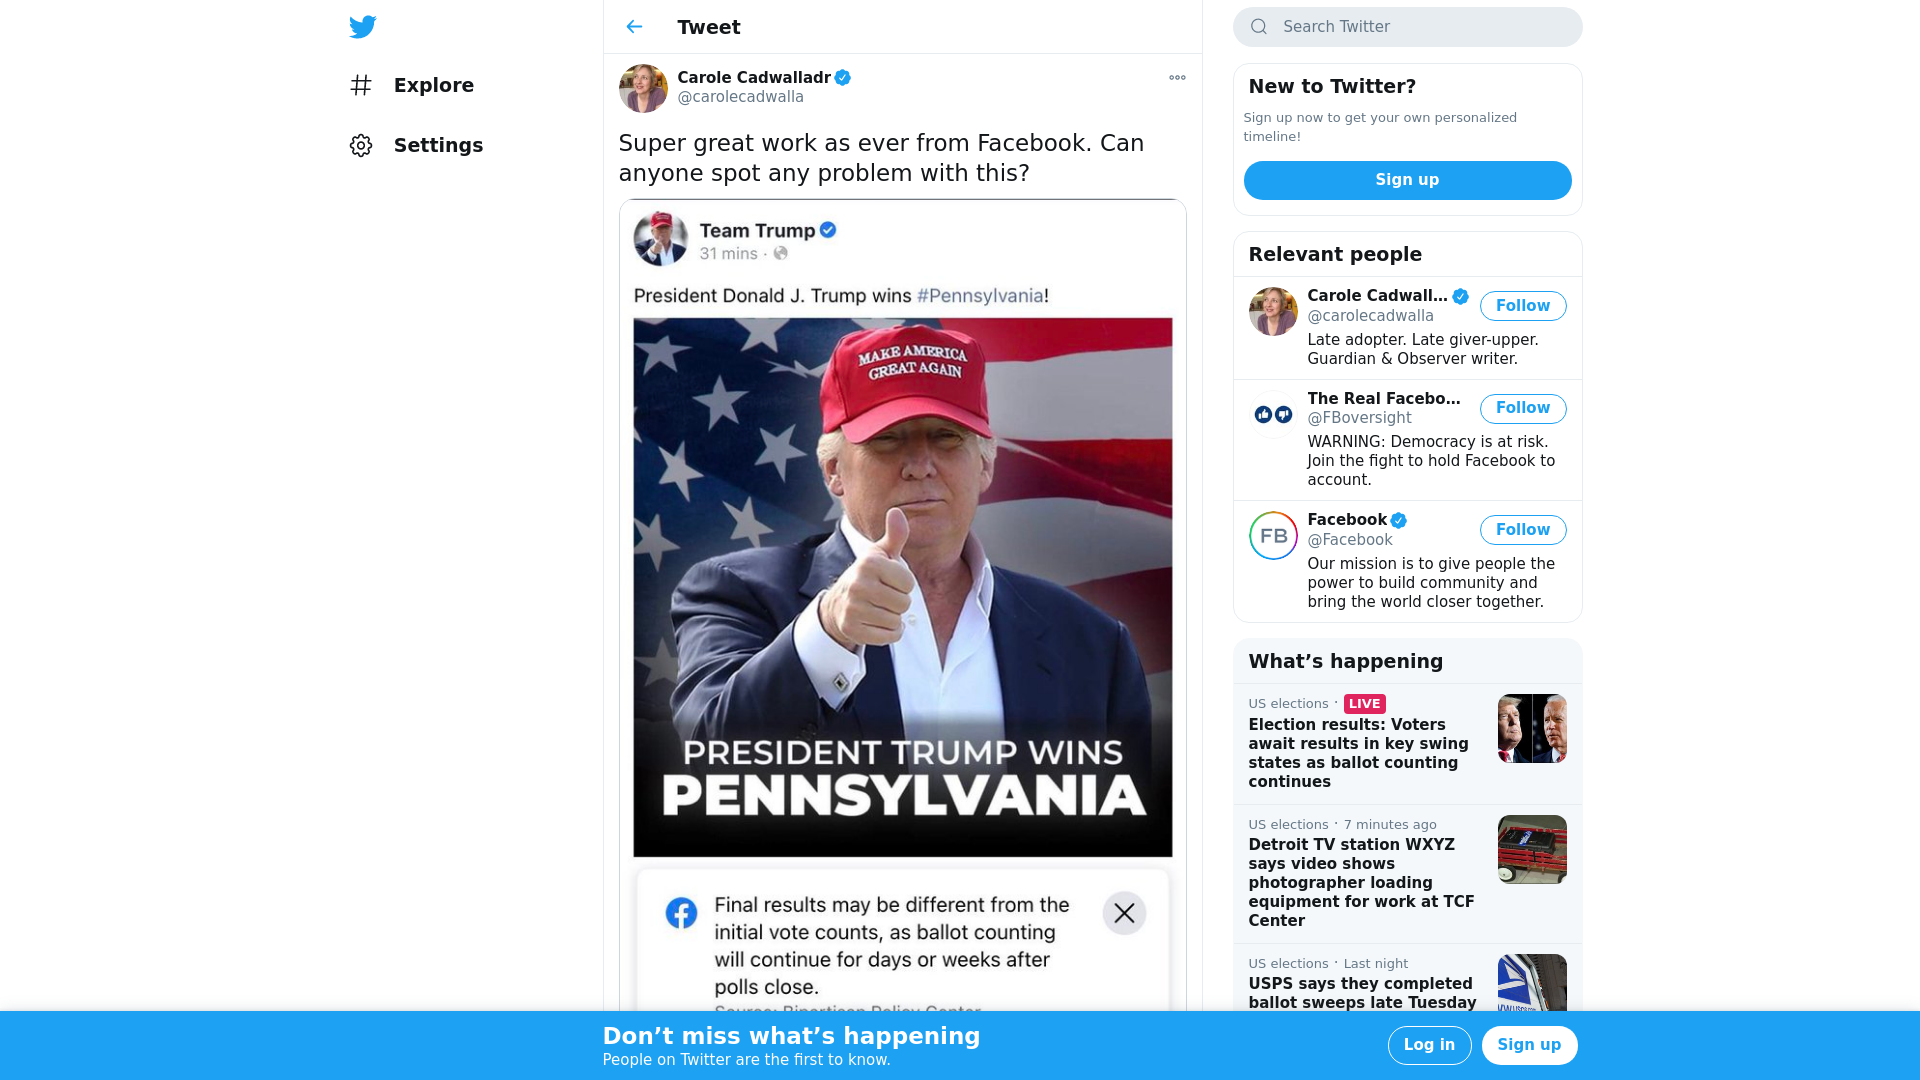 Explore
Settings
Tweet
Carole Cadwalladr
@carolecadwalla
Super great work as ever from Facebook. Can
anyone spot any problem with this?
Team Trump
31 mins ·
President Donald J. Trump wins #Pennsylvania!
MAKE AMERICA
GREAT AGAIN
PRESIDENT TRUMP WINS
PENNSYLVANIA
Final results may be different from the
initial vote counts, as ballot counting
will continue for days or weeks after
polls close.
Source: Bipartisan Policy Center
Search Twitter
New to Twitter?
Sign up now to get your own personalized
timeline!
Sign up
Relevant people
Carole Cadwall…
@carolecadwalla
Follow
Late adopter. Late giver-upper.
Guardian & Observer writer.
The Real Facebo…
@FBoversight
Follow
WARNING: Democracy is at risk.
Join the fight to hold Facebook to
account.
FB
Facebook
@Facebook
Follow
Our mission is to give people the
power to build community and
bring the world closer together.
What’s happening
US elections · LIVE
Election results: Voters
await results in key swing
states as ballot counting
continues
US elections · 7 minutes ago
Detroit TV station WXYZ
says video shows
photographer loading
equipment for work at TCF
Center
US elections · Last night
USPS says they completed
ballot sweeps late Tuesday
Don’t miss what’s happening
People on Twitter are the first to know.
Log in
Sign up